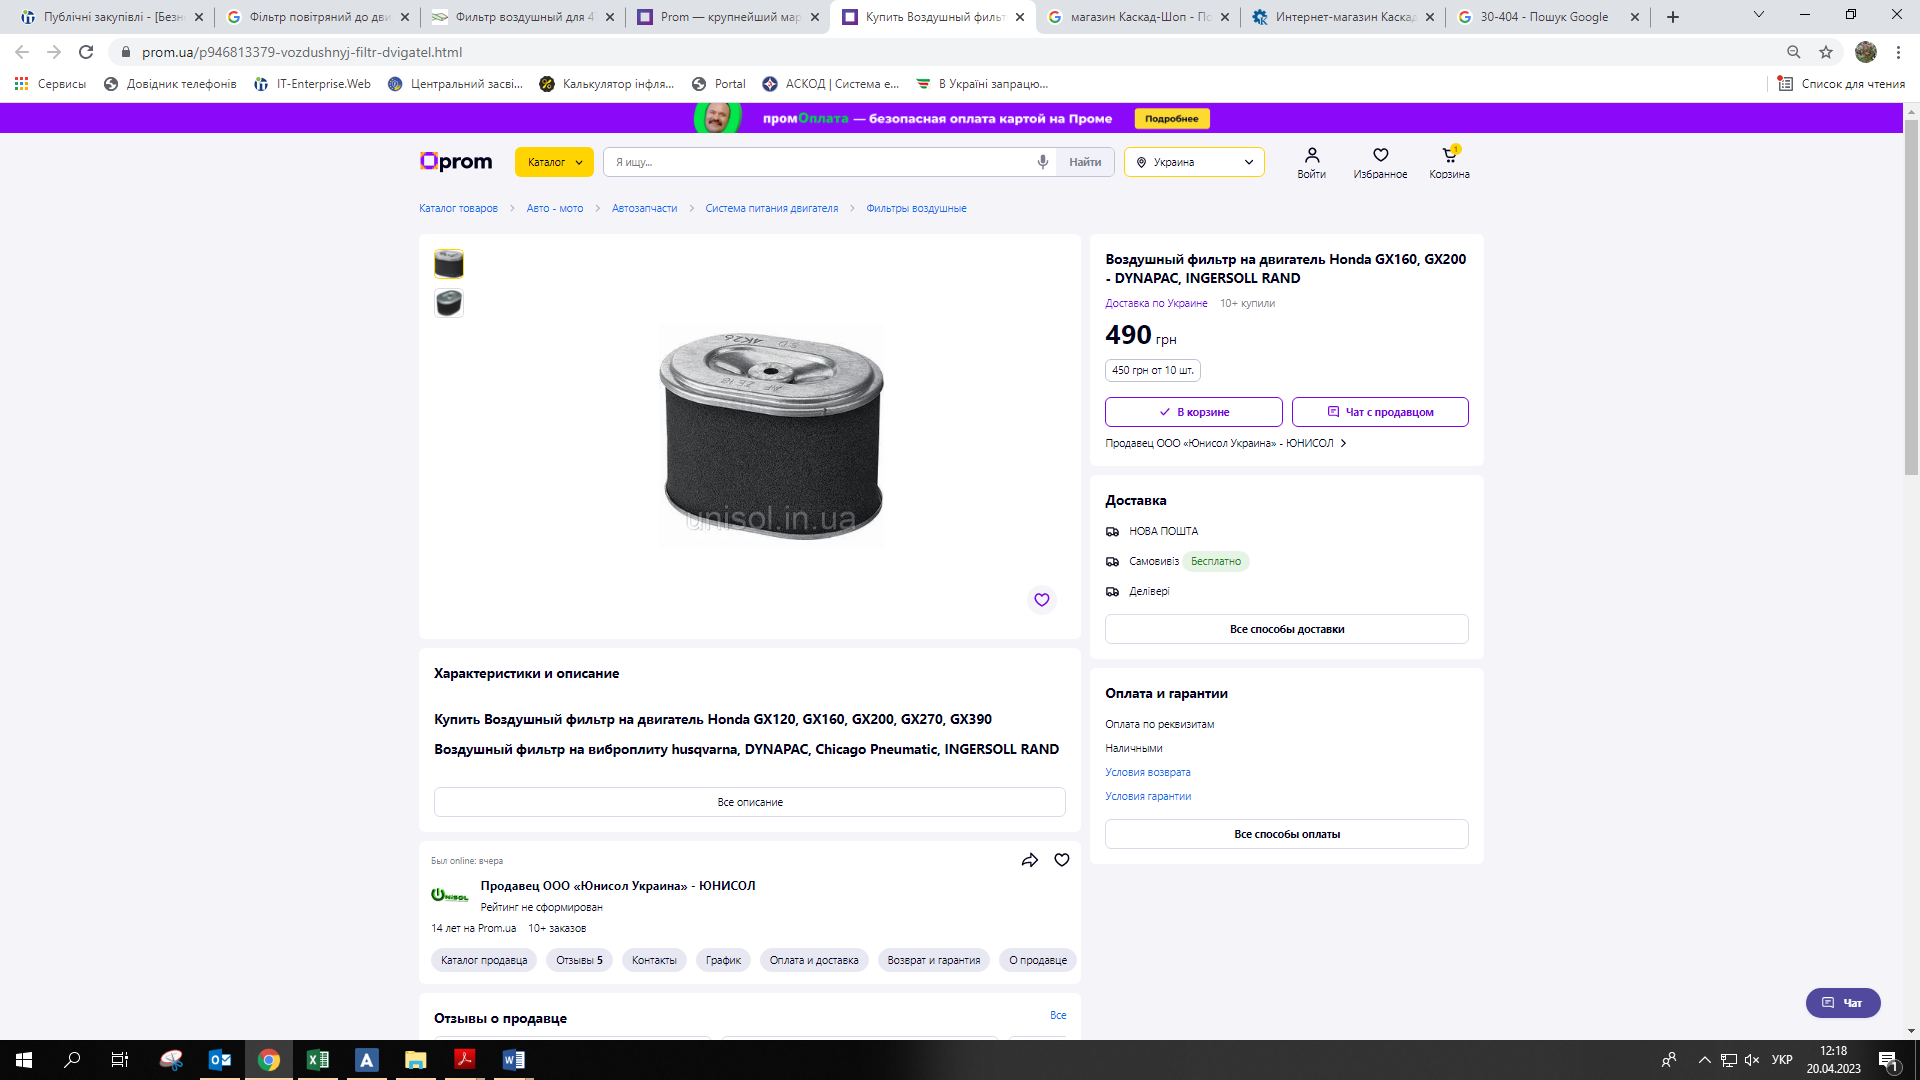 Публічні закупівлі - [Безн
Фільтр повітряний до дви
Фильтр воздушный для 4
Prom — крупнейший мар
Купить Воздушный фильт
магазин Каскад-Шоп - По
Интернет-магазин Каскад
30-404 - Пошук Google
prom.ua/p946813379-vozdushnyj-filtr-dvigatel.html
Сервисы
Довідник телефонів
IT-Enterprise.Web
Центральний засві...
Калькулятор інфля...
Portal
АСКОД | Система е...
В Україні запрацю...
Список для чтения
промОплата — безопасная оплата картой на Проме
Подробнее
prom
Каталог
Я ищу...
Найти
Украина
Войти
Избранное
1
Корзина
Каталог товаров
Авто - мото
Автозапчасти
Система питания двигателя
Фильтры воздушные
unisol.in.ua
Воздушный фильтр на двигатель Honda GX160, GX200
- DYNAPAC, INGERSOLL RAND
Доставка по Украине
10+ купили
490 грн
450 грн от 10 шт.
В корзине
Чат с продавцом
Продавец ООО «Юнисол Украина» - ЮНИСОЛ
Доставка
НОВА ПОШТА
Самовивіз Бесплатно
Делівері
Все способы доставки
Оплата и гарантии
Оплата по реквизитам
Наличными
Условия возврата
Условия гарантии
Все способы оплаты
Характеристики и описание
Купить Воздушный фильтр на двигатель Honda GX120, GX160, GX200, GX270, GX390
Воздушный фильтр на виброплиту husqvarna, DYNAPAC, Chicago Pneumatic, INGERSOLL RAND
Все описание
Был online: вчера
Unisol
Продавец ООО «Юнисол Украина» - ЮНИСОЛ
Рейтинг не сформирован
14 лет на Prom.ua
10+ заказов
Каталог продавца
Отзывы 5
Контакты
График
Оплата и доставка
Возврат и гарантия
О продавце
Отзывы о продавце
Все
Чат
УКР
12:18
20.04.2023
1